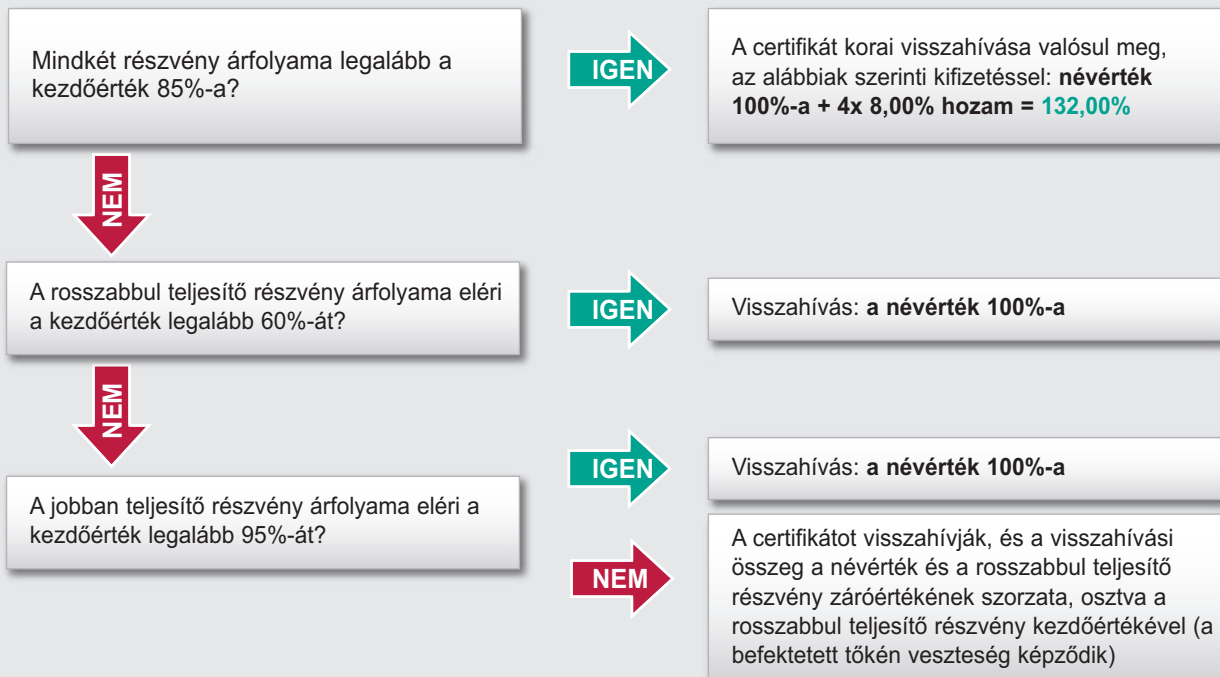 Mindkét részvény árfolyama legalább a
kezdőérték 85%-a?
IGEN
A certifikát korai visszahívása valósul meg,
az alábbiak szerinti kifizetéssel: névérték
100%-a + 4x 8,00% hozam = 132,00%
NEM
A rosszabbul teljesítő részvény árfolyama eléri
a kezdőérték legalább 60%-át?
IGEN
Visszahívás: a névérték 100%-a
NEM
A jobban teljesítő részvény árfolyama eléri a
kezdőérték legalább 95%-át?
IGEN
Visszahívás: a névérték 100%-a
NEM
A certifikátot visszahívják, és a visszahívási
összeg a névérték és a rosszabbul teljesítő
részvény záróértékének szorzata, osztva a
rosszabbul teljesítő részvény kezdőértékével (a
befektetett tőkén veszteség képződik)